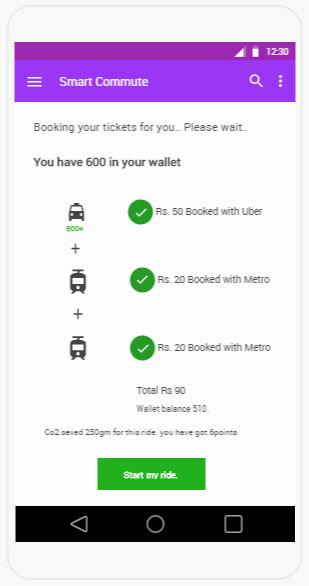 12:30
Smart Commute
Booking your tickets for you.. Please wait..
You have 600 in your wallet
Rs. 50 Booked with Uber
ECO+
+
Rs. 20 Booked with Metro
+
Rs. 20 Booked with Metro
Total Rs 90
Wallet balance 510.
Co2 saved 250gm for this ride. you have got 6points
Start my ride.